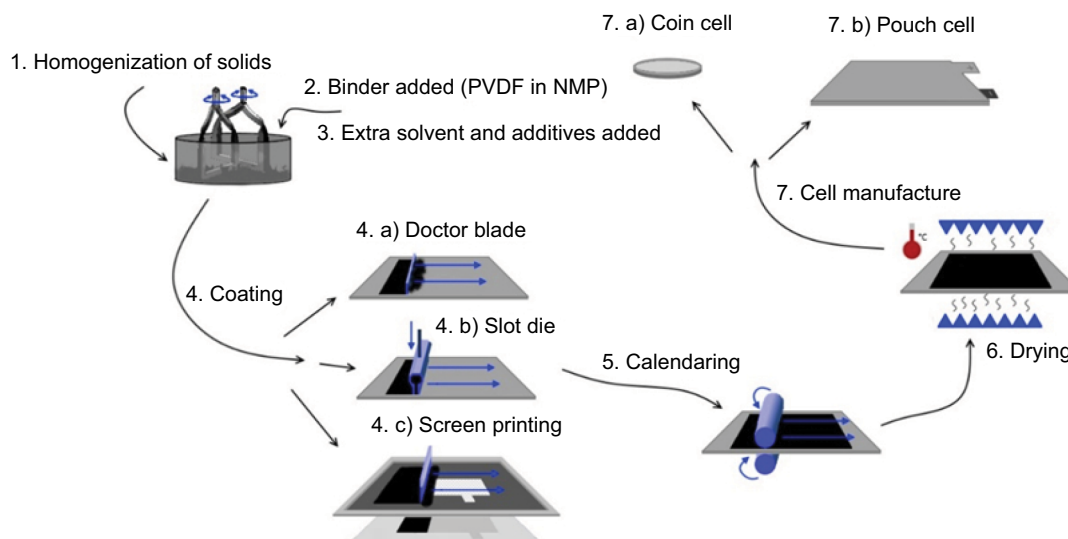 1. Homogenization of solids
2. Binder added (PVDF in NMP)
3. Extra solvent and additives added
4. Coating
4. a) Doctor blade
4. b) Slot die
4. c) Screen printing
5. Calendaring
6. Drying
°C
7. Cell manufacture
7. a) Coin cell
7. b) Pouch cell